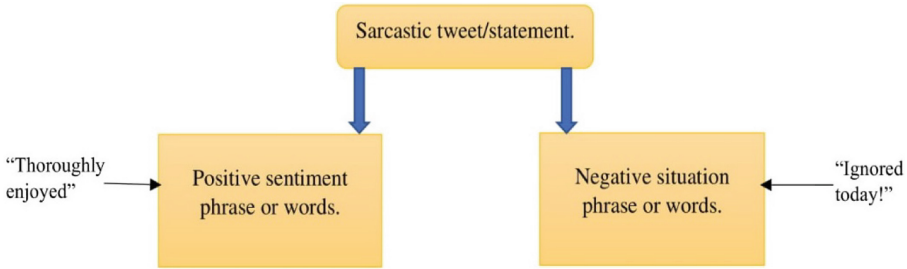 Sarcastic tweet/statement.
“Thoroughly
enjoyed”
Positive sentiment
phrase or words.
Negative situation
phrase or words.
“Ignored
today!”